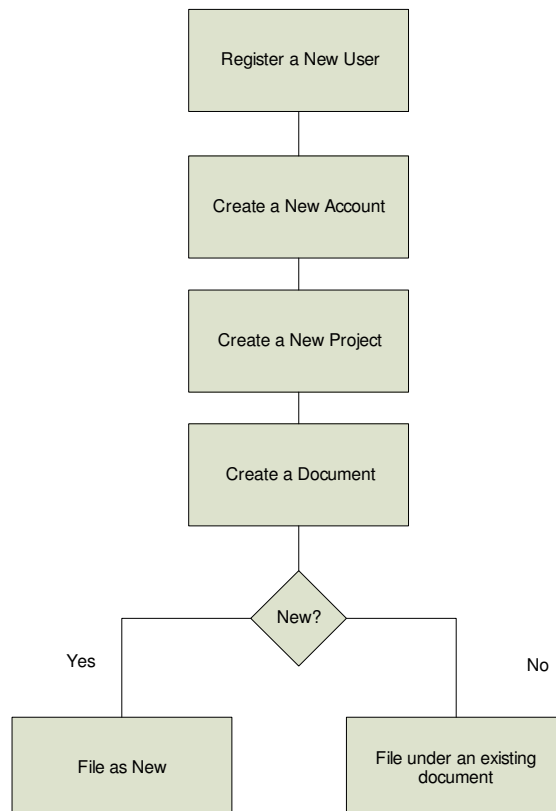 Register a New User
Create a New Account
Create a New Project
Create a Document
New?
Yes
No
File as New
File under an existing
document